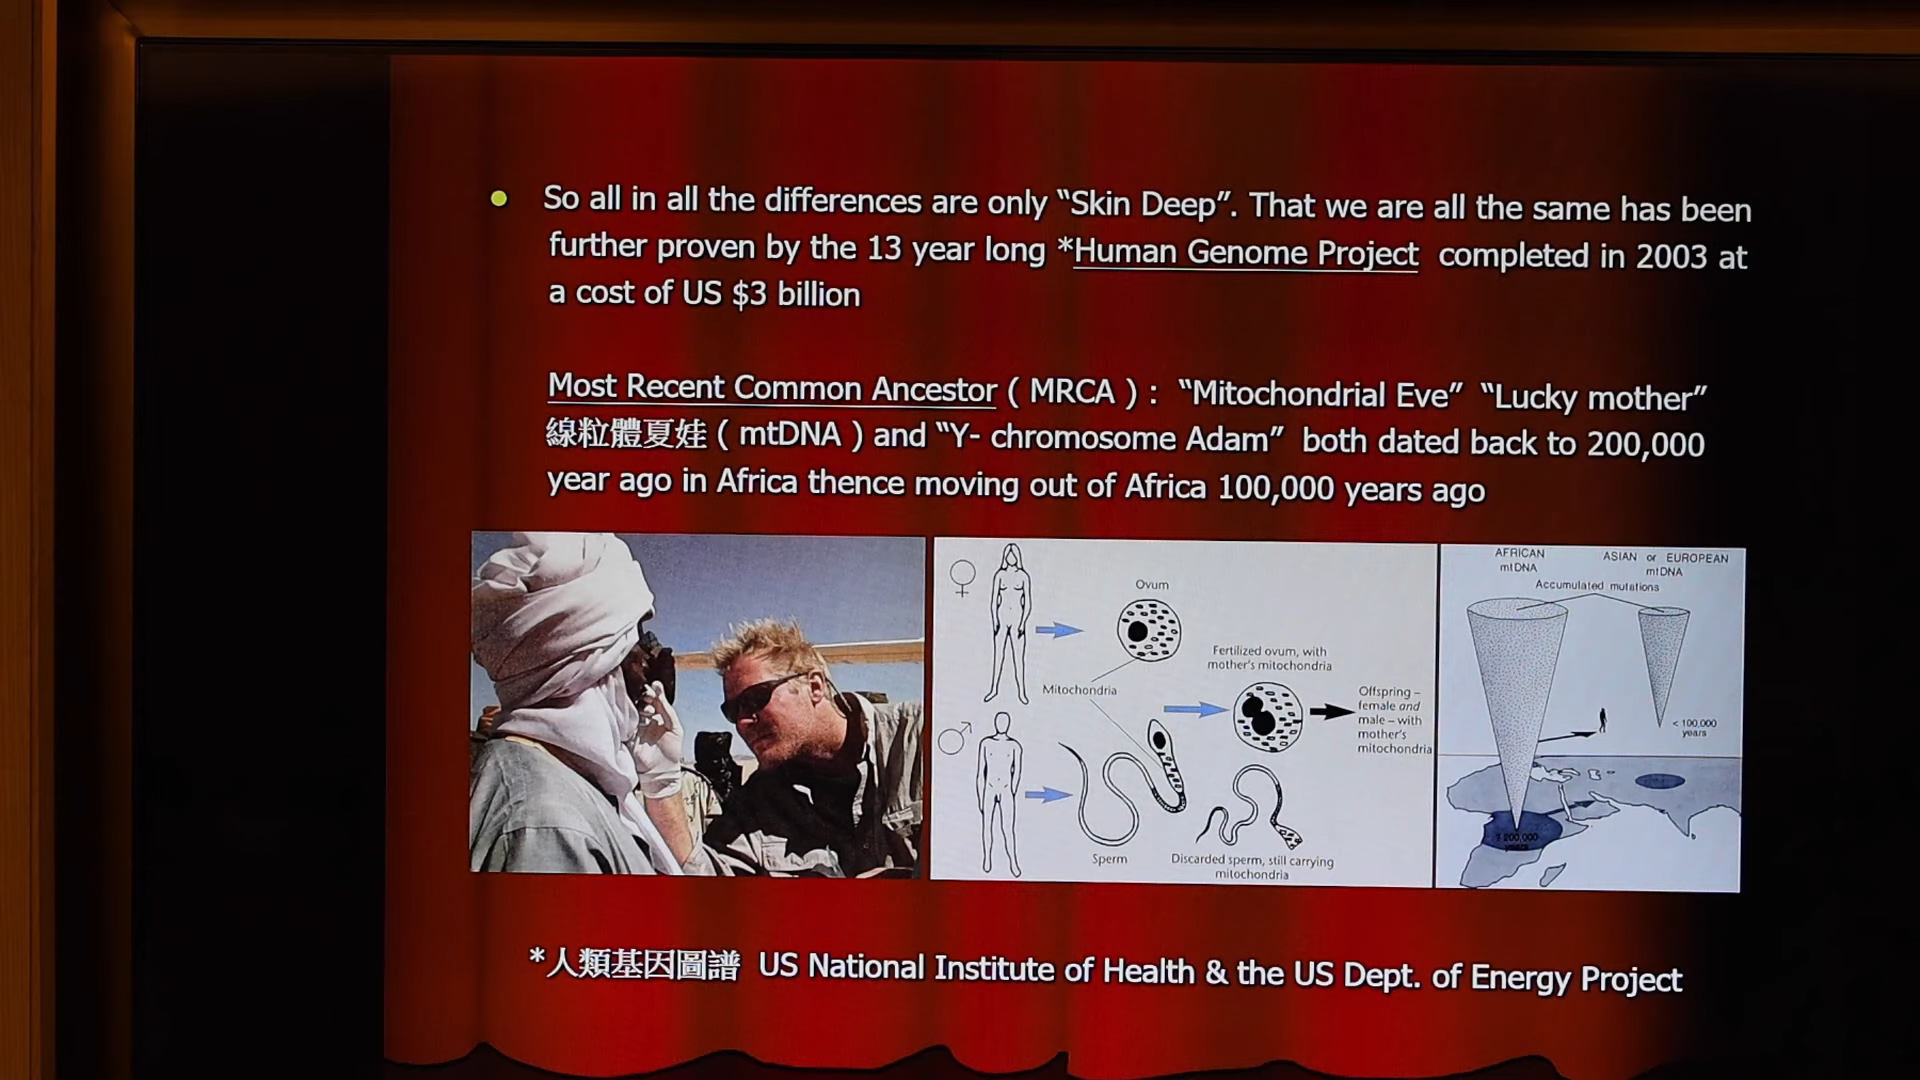 So all in all the differences are only “Skin Deep”. That we are all the same has been
further proven by the 13 year long *Human Genome Project completed in 2003 at
a cost of US $3 billion
Most Recent Common Ancestor ( MRCA ) : “Mitochondrial Eve” “Lucky mother”
線粒體夏娃 ( mtDNA ) and “Y- chromosome Adam” both dated back to 200,000
year ago in Africa thence moving out of Africa 100,000 years ago
Ovum
Fertilized ovum, with
mother's mitochondria
Mitochondria
Offspring –
female and
male – with
mother's
mitochondria
Sperm
Discarded sperm, still carrying
mitochondria
AFRICAN
mtDNA
ASIAN or EUROPEAN
mtDNA
Accumulated mutations
< 100,000
years
200,000
years
*人類基因圖譜 US National Institute of Health & the US Dept. of Energy Project